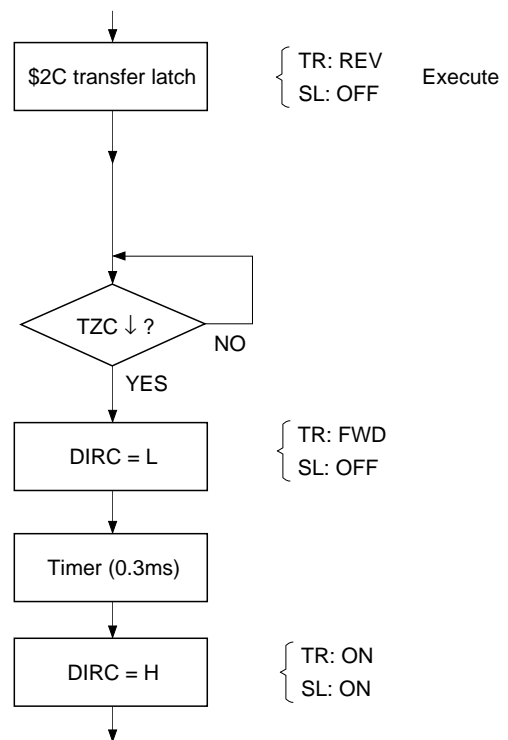 $2C transfer latch
TR: REV
SL: OFF
Execute
TZC ↓ ?
NO
YES
DIRC = L
TR: FWD
SL: OFF
Timer (0.3ms)
DIRC = H
TR: ON
SL: ON